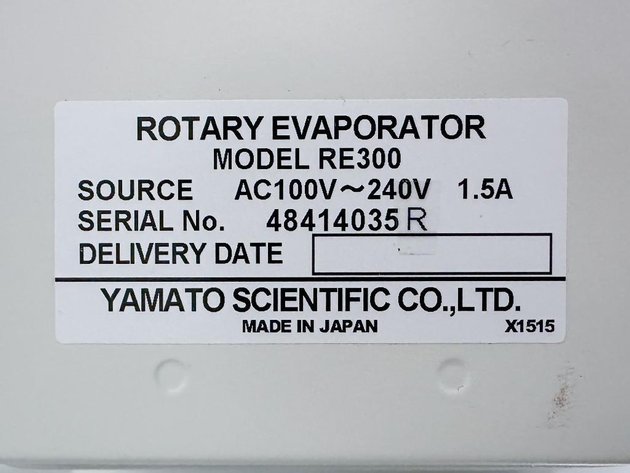 ROTARY EVAPORATOR
MODEL RE300
SOURCE AC100V～240V 1.5A
SERIAL No. 48414035R
DELIVERY DATE
YAMATO SCIENTIFIC CO.,LTD.
MADE IN JAPAN X1515